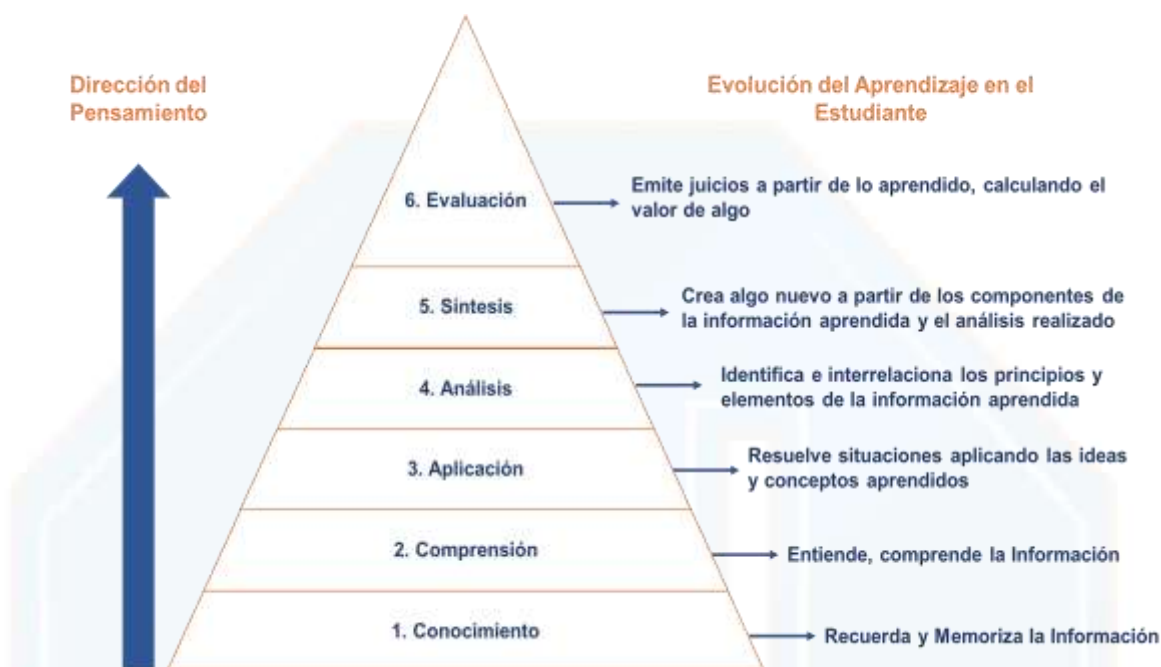 Dirección del
Pensamiento
Evolución del Aprendizaje en el
Estudiante
6. Evaluación
Emite juicios a partir de lo aprendido, calculando el
valor de algo
5. Síntesis
Crea algo nuevo a partir de los componentes de
la información aprendida y el análisis realizado
4. Análisis
Identifica e interrelaciona los principios y
elementos de la información aprendida
3. Aplicación
Resuelve situaciones aplicando las ideas
y conceptos aprendidos
2. Comprensión
Entiende, comprende la Información
1. Conocimiento
Recuerda y Memoriza la Información